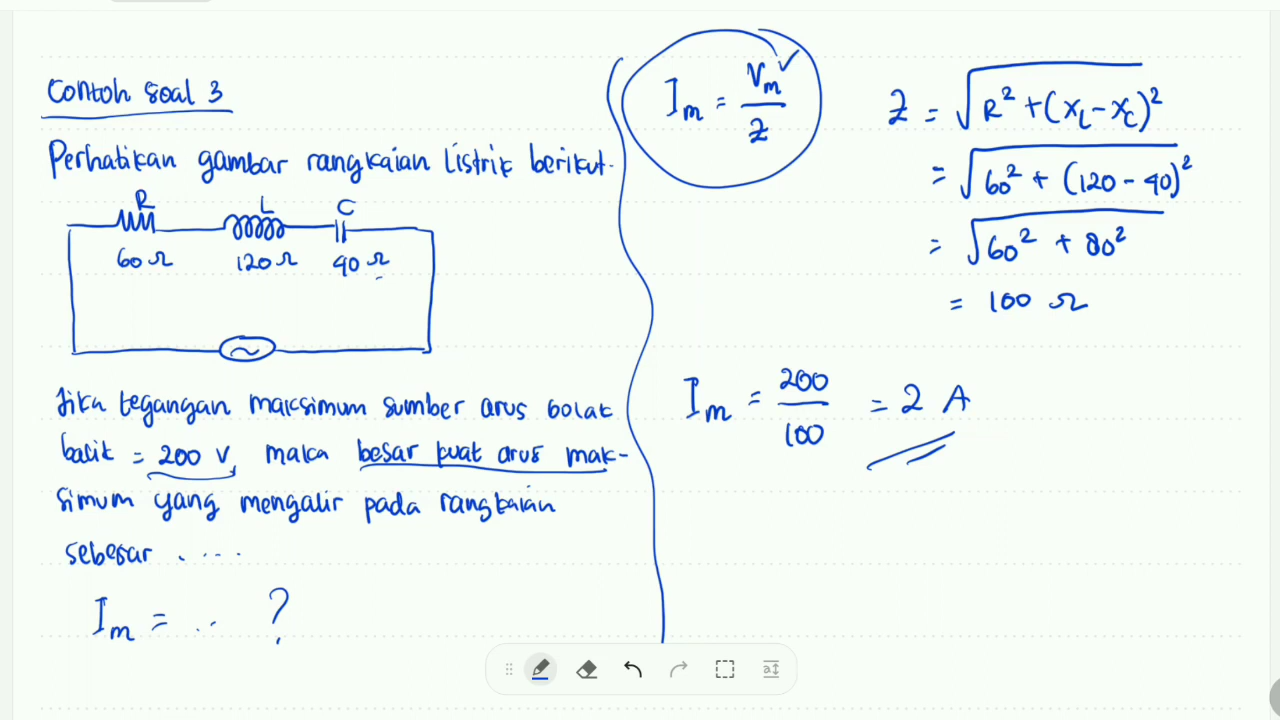 Contoh soal 3
Perhatikan gambar rangkaian listrik berikut.
R L C
60 Ω 120 Ω 40 Ω
~
Jika tegangan maksimum sumber arus bolak
balik = 200 V, maka besar kuat arus mak-
simum yang mengalir pada rangkaian
sebesar ....
Im = .. ?
Im = Vm/Z ✓
Z = √(R² + (XL - XC)²)
= √(60² + (120 - 40)²)
= √(60² + 80²)
= 100 Ω
Im = 200/100 = 2 A
a